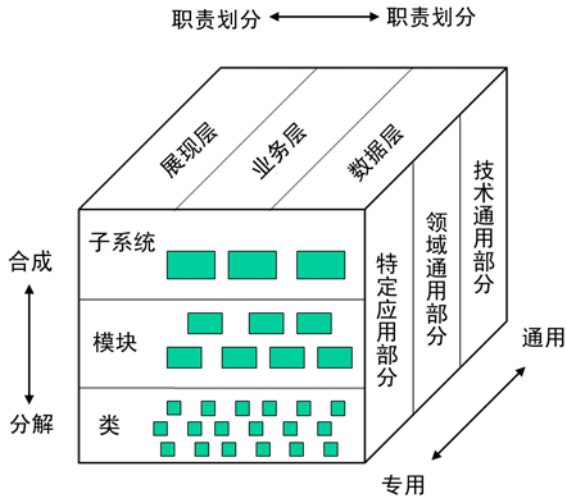 职责划分 职责划分
展现层
业务层
数据层
子系统
模块
类
合成
分解
特定应用部分
领域通用部分
技术通用部分
通用
专用